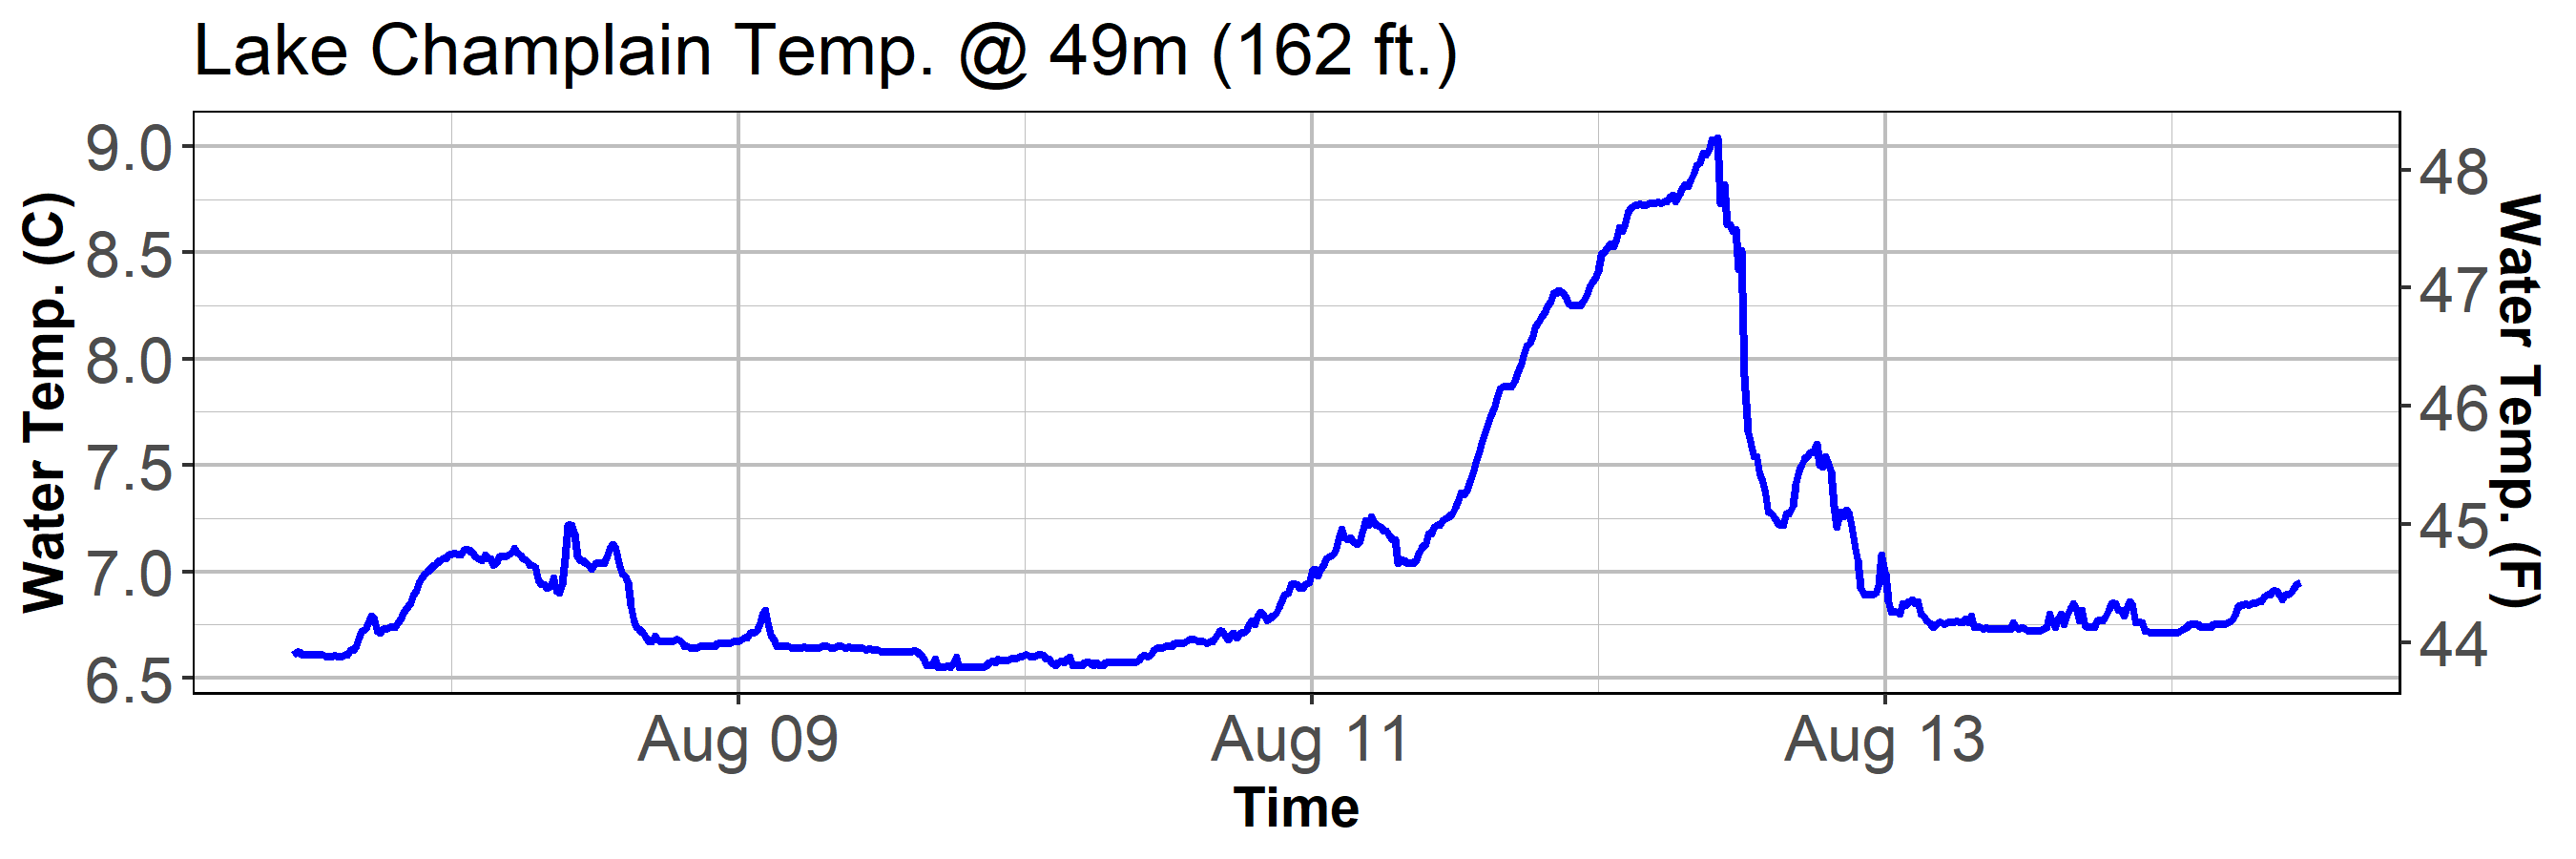 Lake Champlain Temp. @ 49m (162 ft.)
Water Temp. (C)
9.0
8.5
8.0
7.5
7.0
6.5
48
47
46
45
44
Water Temp. (F)
Aug 09
Aug 11
Aug 13
Time